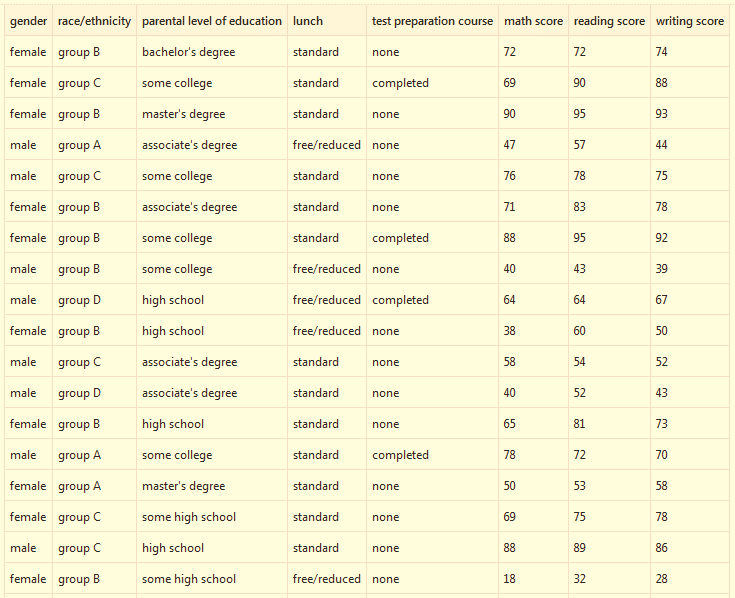 gender race/ethnicity parental level of education lunch test preparation course math score reading score writing score
female group B bachelor's degree standard none 72 72 74
female group C some college standard completed 69 90 88
female group B master's degree standard none 90 95 93
male group A associate's degree free/reduced none 47 57 44
male group C some college standard none 76 78 75
female group B associate's degree standard none 71 83 78
female group B some college standard completed 88 95 92
male group B some college free/reduced none 40 43 39
male group D high school free/reduced completed 64 64 67
female group B high school free/reduced none 38 60 50
male group C associate's degree standard none 58 54 52
male group D associate's degree standard none 40 52 43
female group B high school standard none 65 81 73
male group A some college standard completed 78 72 70
female group A master's degree standard none 50 53 58
female group C some high school standard none 69 75 78
male group C high school standard none 88 89 86
female group B some high school free/reduced none 18 32 28